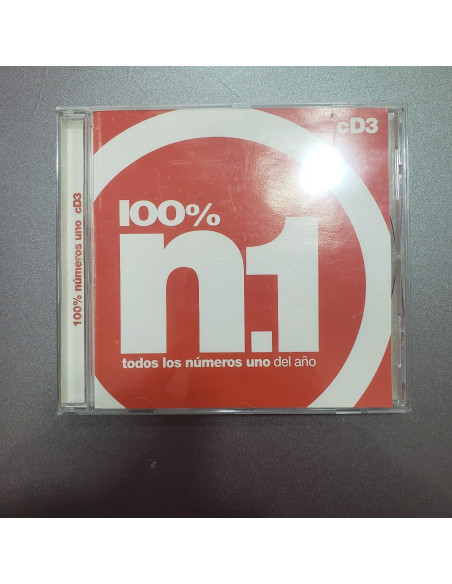 100% números uno cD3
cD3
100%
n.1
todos los números uno del año